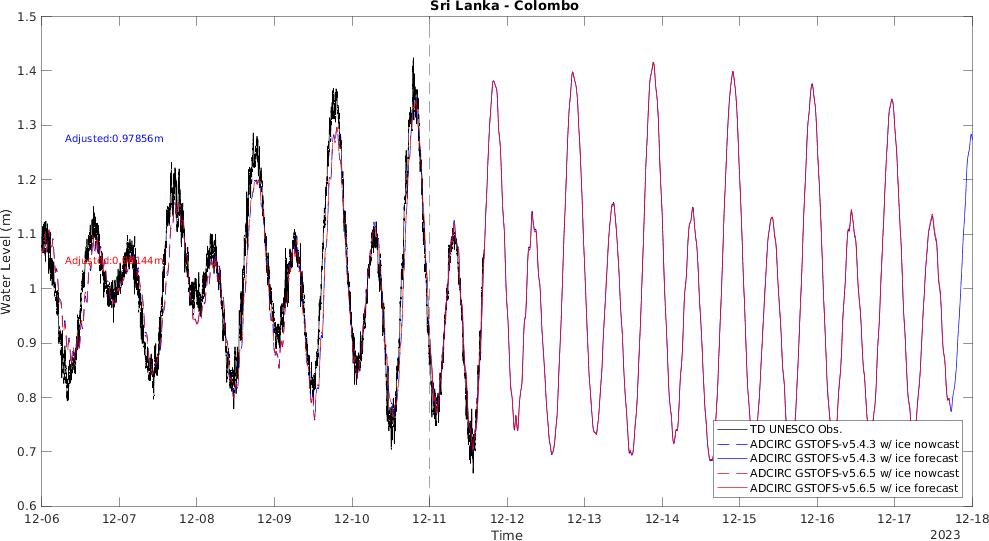 Sri Lanka - Colombo
Water Level (m)
1.5
1.4
1.3
1.2
1.1
1
0.9
0.8
0.7
0.6
Adjusted:0.97856m
TD UNESCO Obs.
ADCIRC GSTOFS-v5.4.3 w/ ice nowcast
ADCIRC GSTOFS-v5.4.3 w/ ice forecast
ADCIRC GSTOFS-v5.6.5 w/ ice nowcast
ADCIRC GSTOFS-v5.6.5 w/ ice forecast
12-06 12-07 12-08 12-09 12-10 12-11 12-12 12-13 12-14 12-15 12-16 12-17 12-18
Time
2023